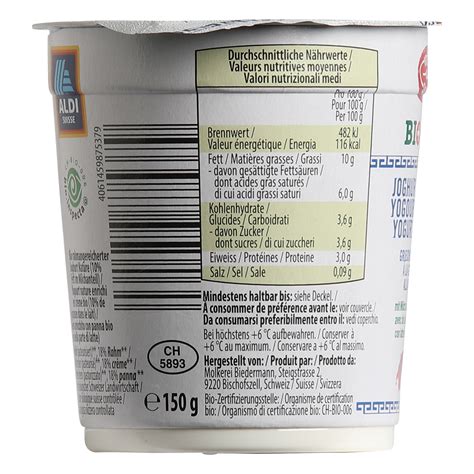 ALDI
SUISSE
4061459875379
Durchschnittliche Nährwerte /
Valeurs nutritives moyennes /
Valori nutrizionali medi
Pro 100 g /
Pour 100 g /
Per 100 g
Brennwert / 482 kJ
Valeur énergétique / Energia 116 kcal
Fett / Matières grasses / Grassi 10 g
- davon gesättigte Fettsäuren /
dont acides gras saturés /
di cui acidi grassi saturi 6,0 g
Kohlenhydrate /
Glucides / Carboidrati 3,6 g
- davon Zucker /
dont sucres / di cui zuccheri 3,6 g
Eiweiss / Protéines / Proteine 3,0 g
Salz / Sel / Sale 0,09 g
Mindestens haltbar bis: siehe Deckel. /
A consommer de préférence avant le: voir couvercle. /
Da consumarsi preferibilmente entro il: vedi coperchio.
Bei höchstens +6 °C aufbewahren. / Conserver à
+6 °C au maximum. / Conservare a +6 °C al massimo.
Hergestellt von: / Produit par: / Prodotto da:
Molkerei Biedermann, Steigstrasse 2,
9220 Bischofszell, Schweiz / Suisse / Svizzera
Bio-Zertifizierungsstelle: / Organisme de certification
bio: / Organismo di certificazione bio: CH-BIO-006
CH
5893
e 150 g